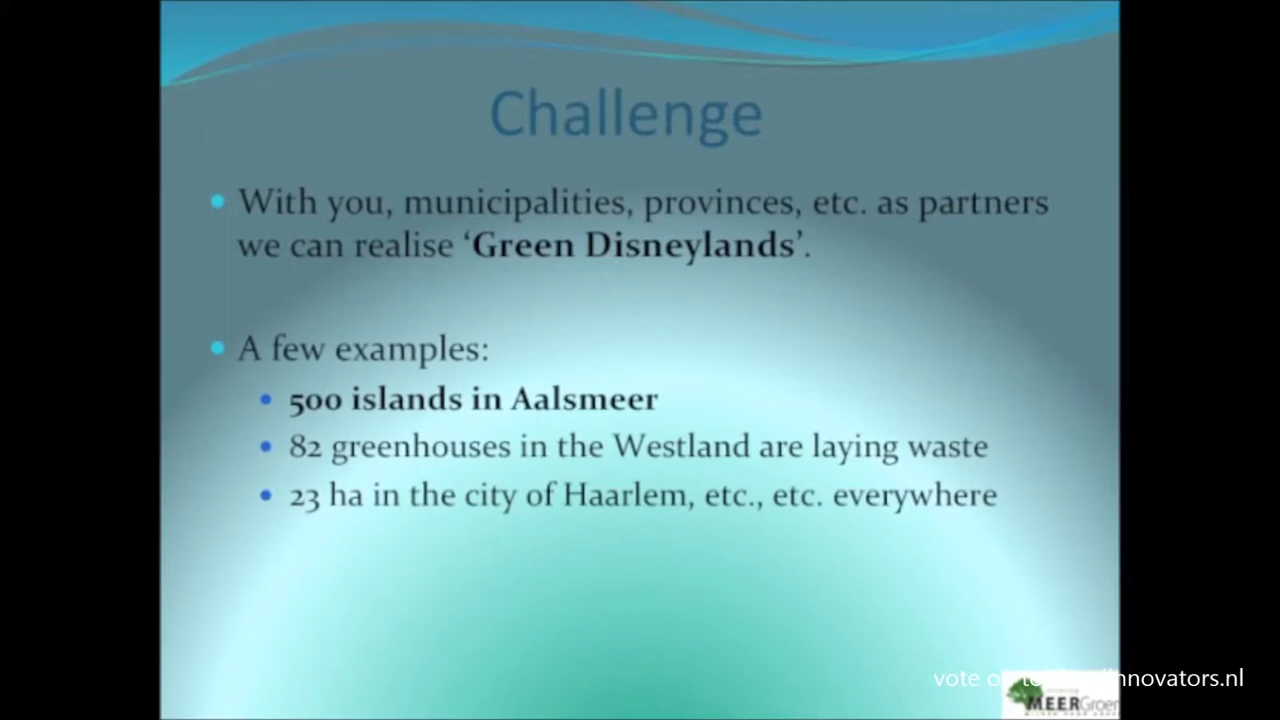 Challenge
With you, municipalities, provinces, etc. as partners
we can realise ‘Green Disneylands’.
A few examples:
500 islands in Aalsmeer
82 greenhouses in the Westland are laying waste
23 ha in the city of Haarlem, etc., etc. everywhere
vote innovators.nl
MEERGroen